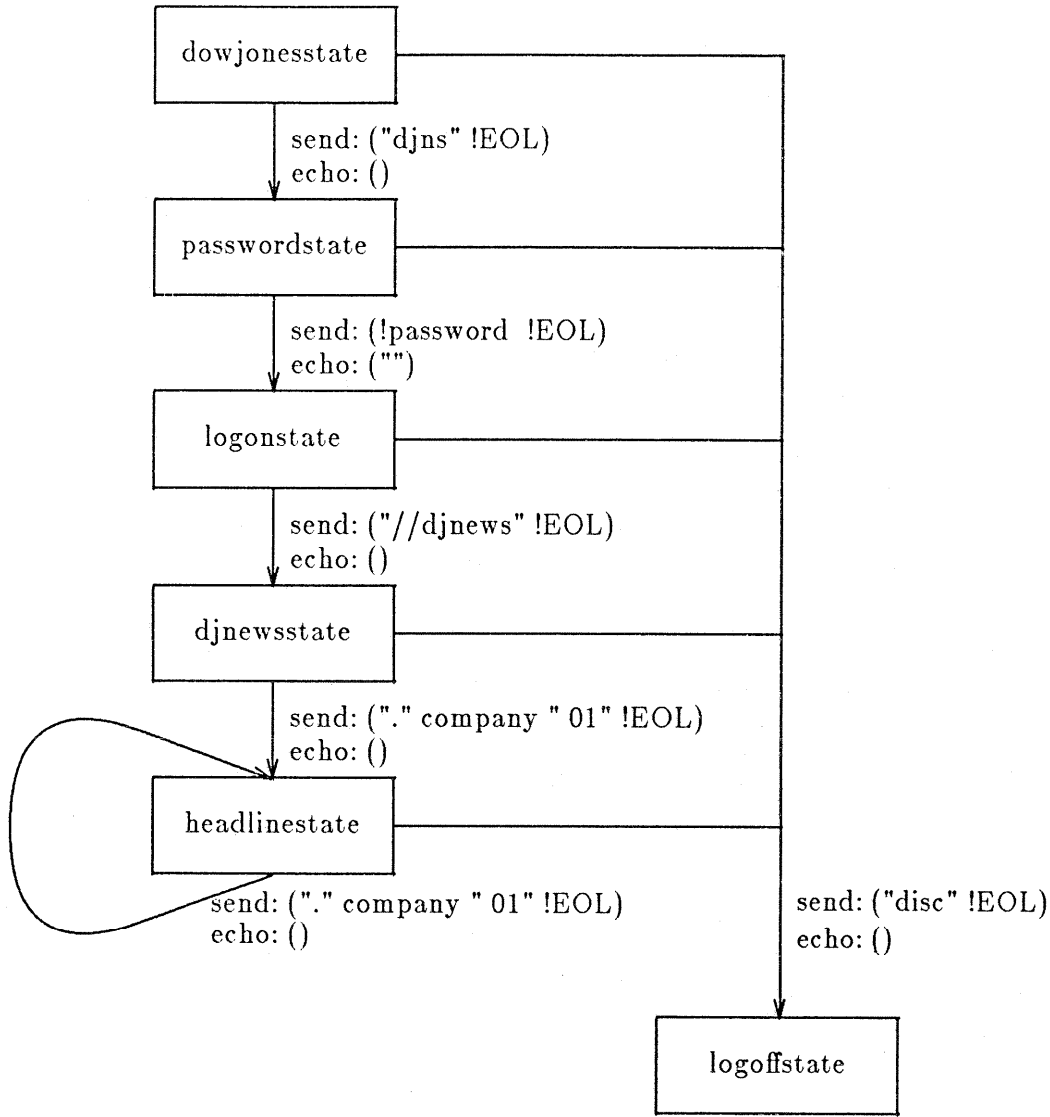 dowjonesstate
send: ("djns" !EOL)
echo: ()
passwordstate
send: (!password !EOL)
echo: ("")
logonstate
send: ("//djnews" !EOL)
echo: ()
djnewsstate
send: ("." company " 01" !EOL)
echo: ()
headlinestate
send: ("." company " 01" !EOL)
echo: ()
send: ("disc" !EOL)
echo: ()
logoffstate